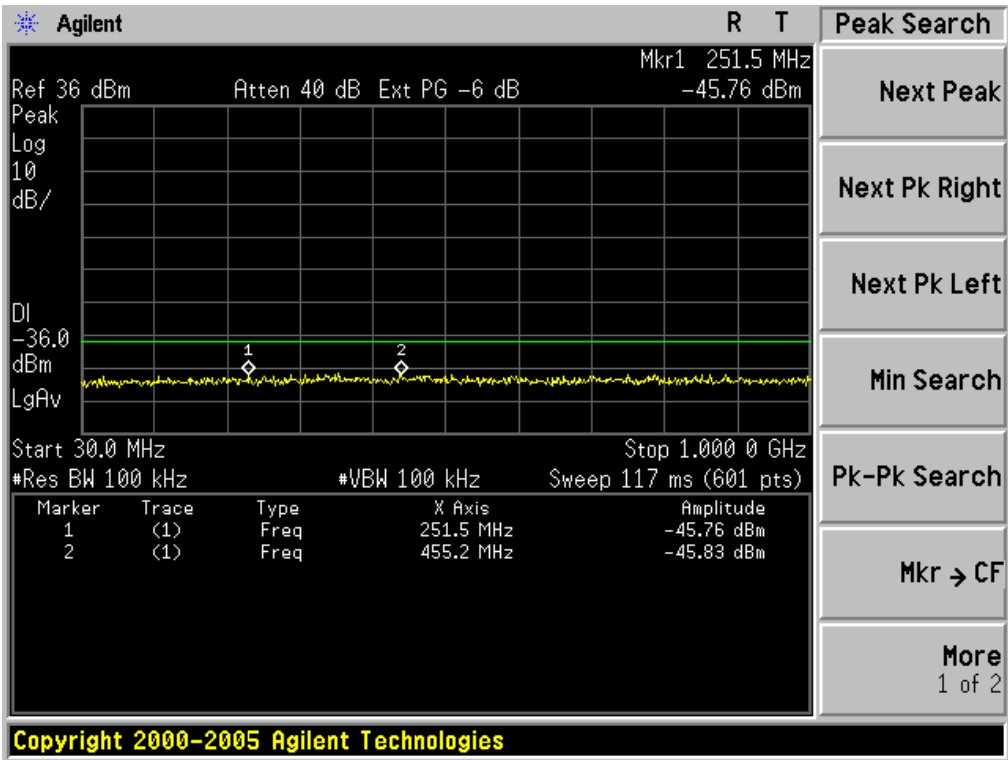 Agilent R T
Peak Search
Mkr1 251.5 MHz
Ref 36 dBm Atten 40 dB Ext PG -6 dB -45.76 dBm
Peak
Log
10
dB/
DI
-36.0
dBm
LgAv
1 2
Start 30.0 MHz Stop 1.000 0 GHz
#Res BW 100 kHz #VBW 100 kHz Sweep 117 ms (601 pts)
Marker Trace Type X Axis Amplitude
1 (1) Freq 251.5 MHz -45.76 dBm
2 (1) Freq 455.2 MHz -45.83 dBm
Next Peak
Next Pk Right
Next Pk Left
Min Search
Pk-Pk Search
Mkr → CF
More
1 of 2
Copyright 2000-2005 Agilent Technologies